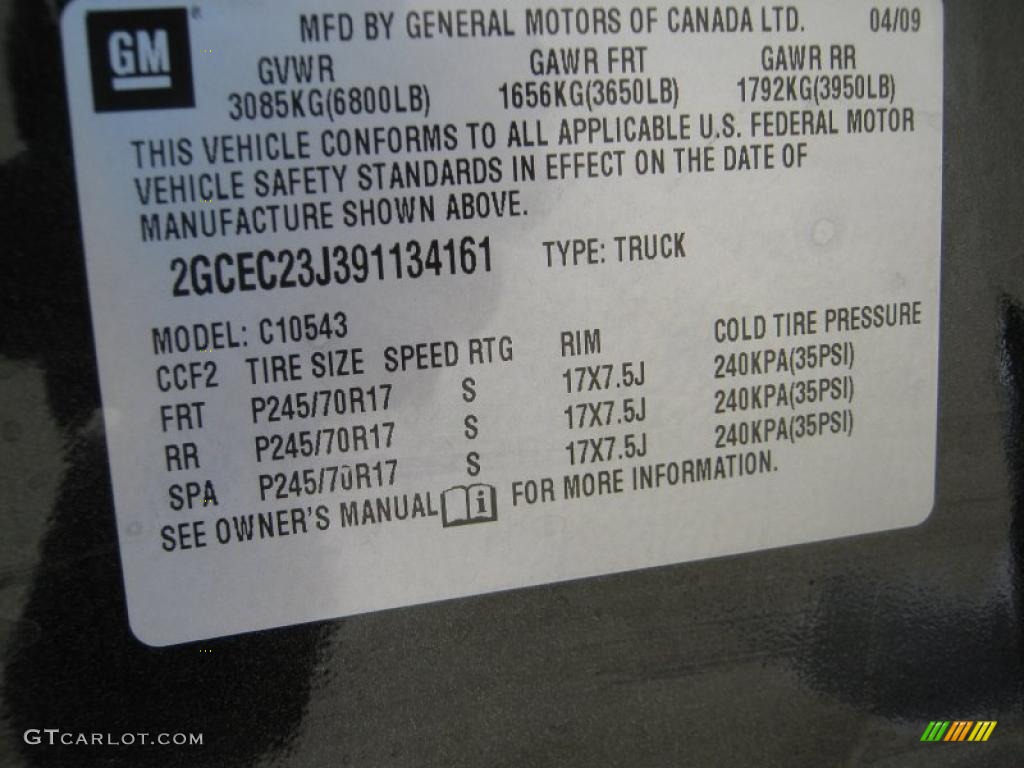 GM®
MFD BY GENERAL MOTORS OF CANADA LTD. 04/09
GVWR GAWR FRT GAWR RR
3085KG(6800LB) 1656KG(3650LB) 1792KG(3950LB)
THIS VEHICLE CONFORMS TO ALL APPLICABLE U.S. FEDERAL MOTOR
VEHICLE SAFETY STANDARDS IN EFFECT ON THE DATE OF
MANUFACTURE SHOWN ABOVE.
2GCEC23J391134161 TYPE: TRUCK
MODEL: C10543
CCF2 TIRE SIZE SPEED RTG RIM COLD TIRE PRESSURE
FRT P245/70R17 S 17X7.5J 240KPA(35PSI)
RR P245/70R17 S 17X7.5J 240KPA(35PSI)
SPA P245/70R17 S 17X7.5J 240KPA(35PSI)
SEE OWNER'S MANUAL i FOR MORE INFORMATION.
GTCARLOT.COM